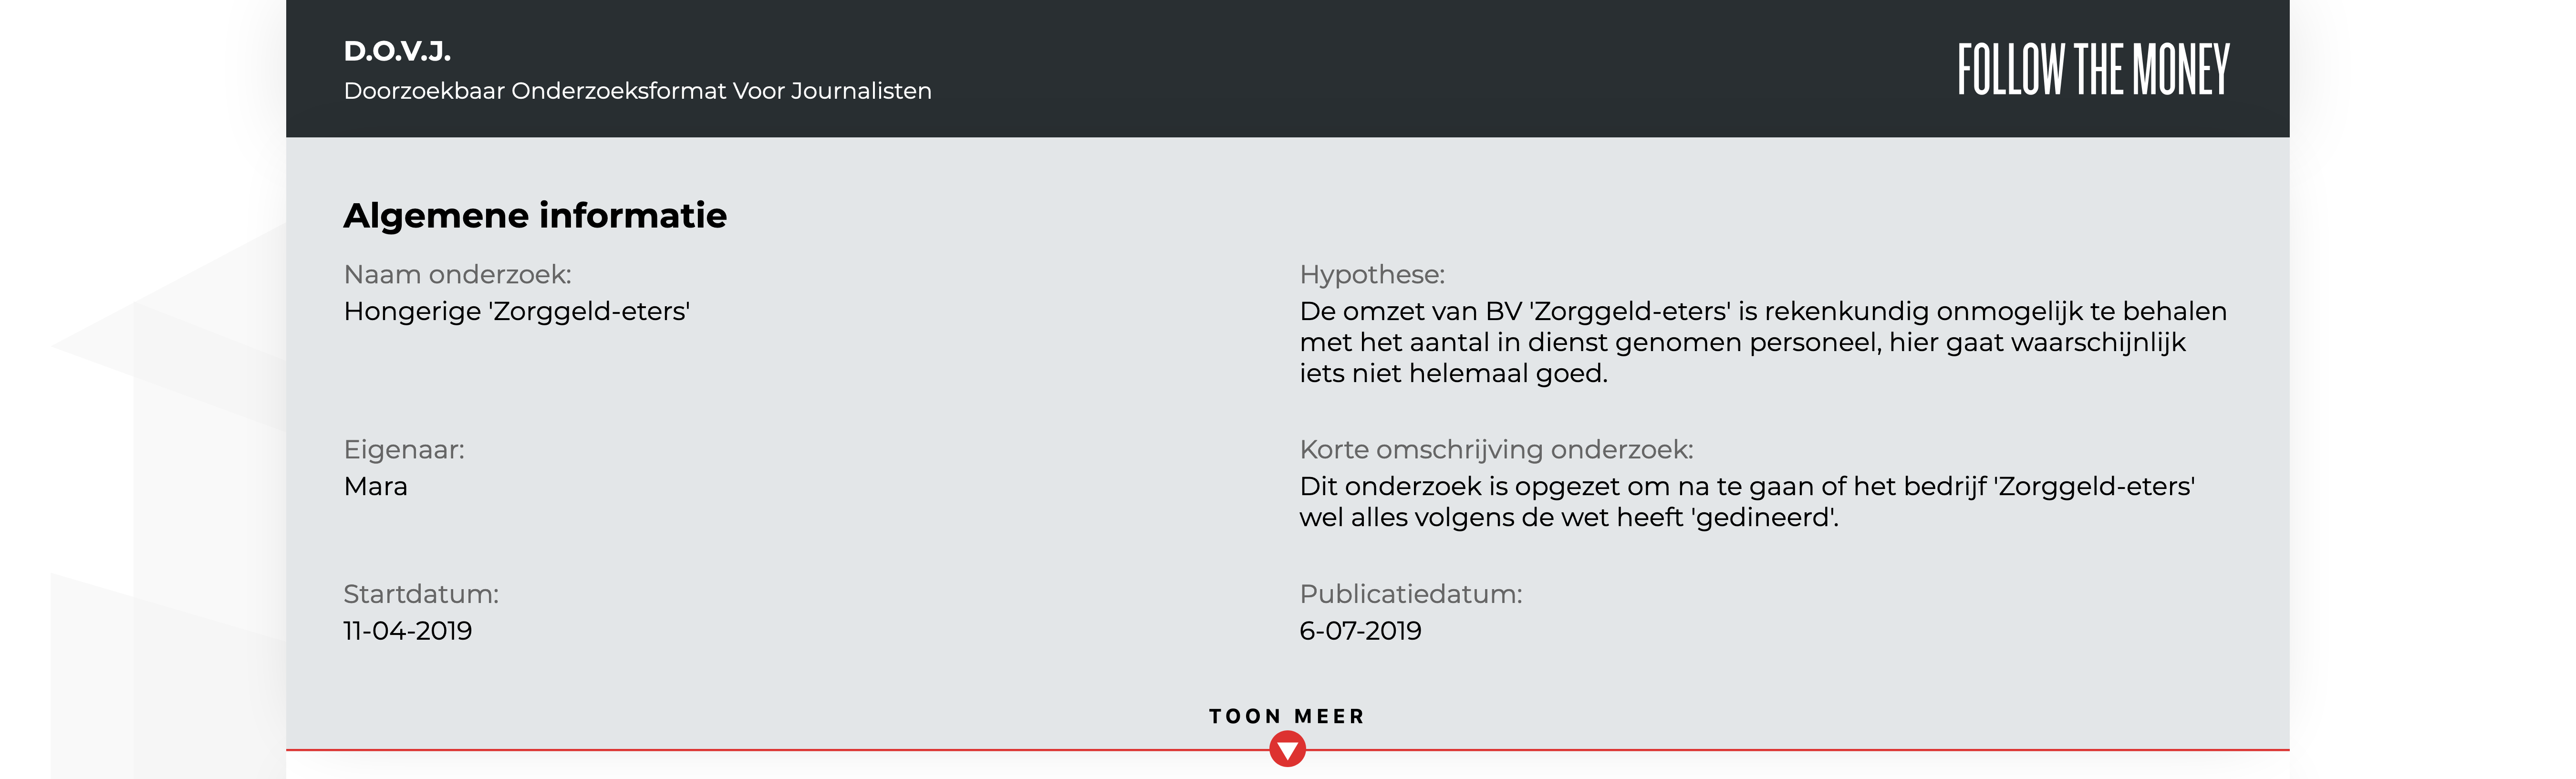 D.O.V.J.
Doorzoekbaar Onderzoeksformat Voor Journalisten
FOLLOW THE MONEY
Algemene informatie
Naam onderzoek:
Hongerige 'Zorggeld-eters'
Hypothese:
De omzet van BV 'Zorggeld-eters' is rekenkundig onmogelijk te behalen
met het aantal in dienst genomen personeel, hier gaat waarschijnlijk
iets niet helemaal goed.
Eigenaar:
Mara
Korte omschrijving onderzoek:
Dit onderzoek is opgezet om na te gaan of het bedrijf 'Zorggeld-eters'
wel alles volgens de wet heeft 'gedineerd'.
Startdatum:
11-04-2019
Publicatiedatum:
6-07-2019
TOON MEER